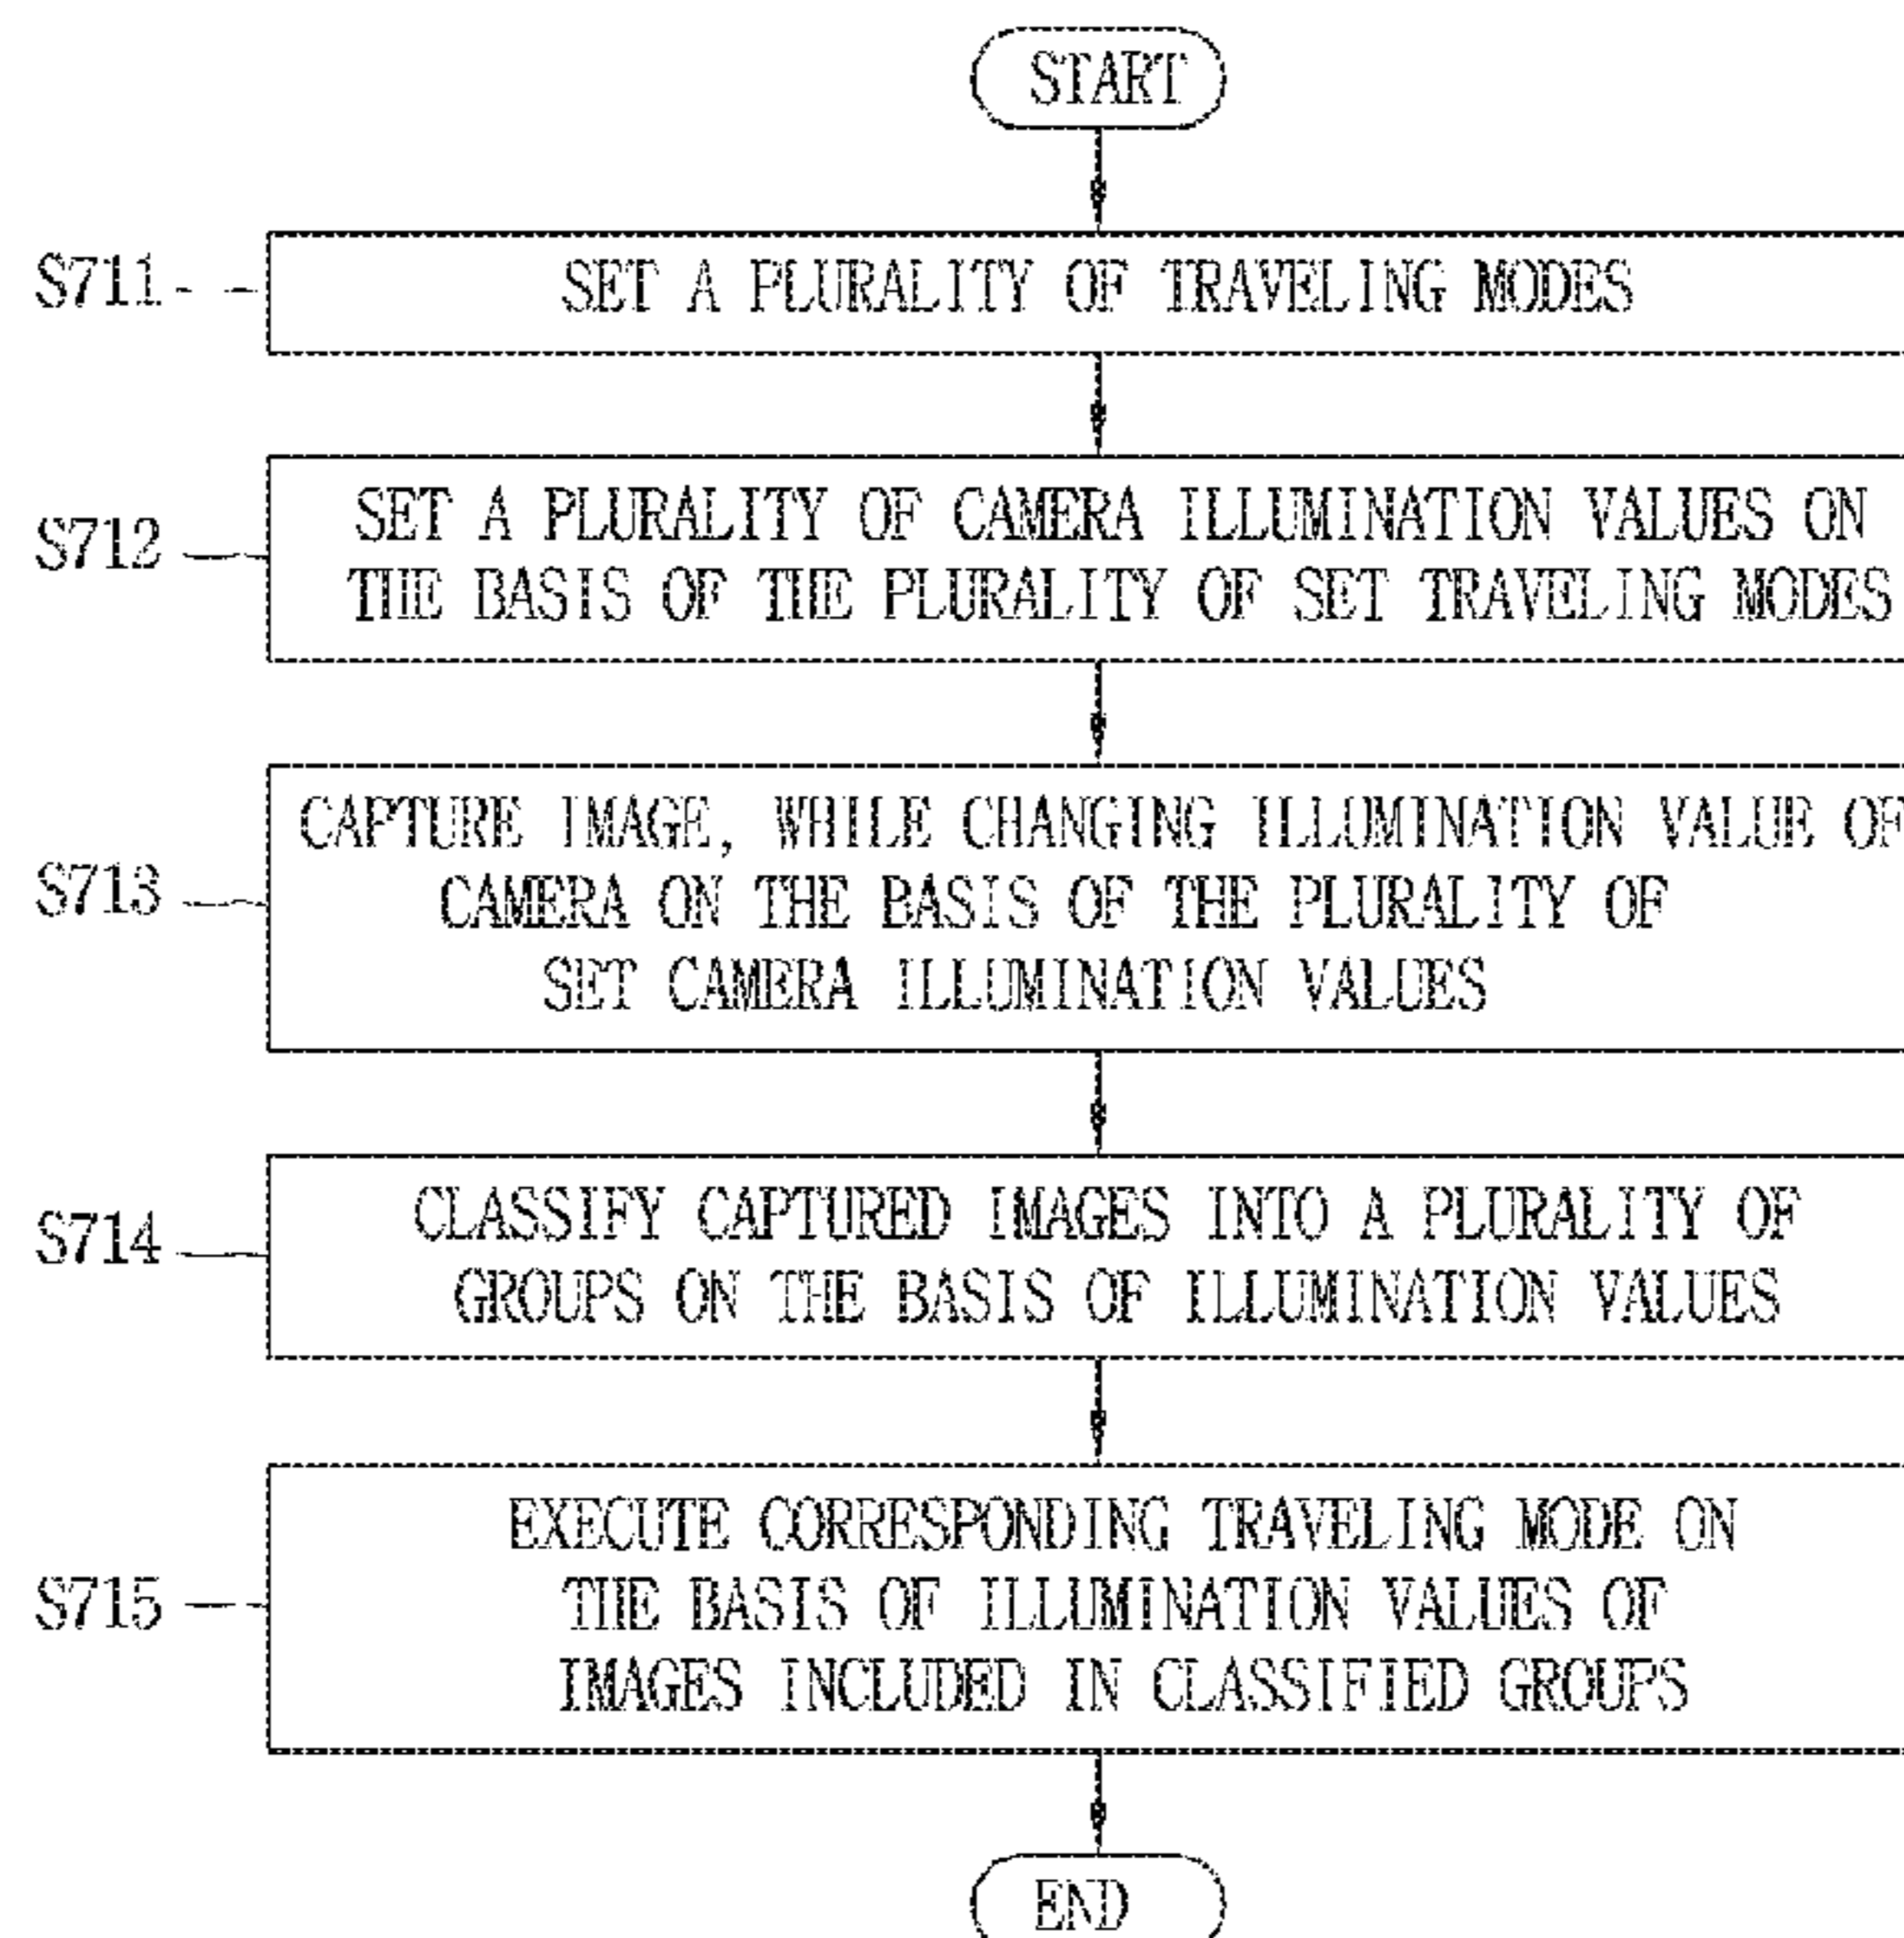 START
S711
SET A PLURALITY OF TRAVELING MODES
S712
SET A PLURALITY OF CAMERA ILLUMINATION VALUES ON
THE BASIS OF THE PLURALITY OF SET TRAVELING MODES
S713
CAPTURE IMAGE, WHILE CHANGING ILLUMINATION VALUE OF
CAMERA ON THE BASIS OF THE PLURALITY OF
SET CAMERA ILLUMINATION VALUES
S714
CLASSIFY CAPTURED IMAGES INTO A PLURALITY OF
GROUPS ON THE BASIS OF ILLUMINATION VALUES
S715
EXECUTE CORRESPONDING TRAVELING MODE ON
THE BASIS OF ILLUMINATION VALUES OF
IMAGES INCLUDED IN CLASSIFIED GROUPS
END